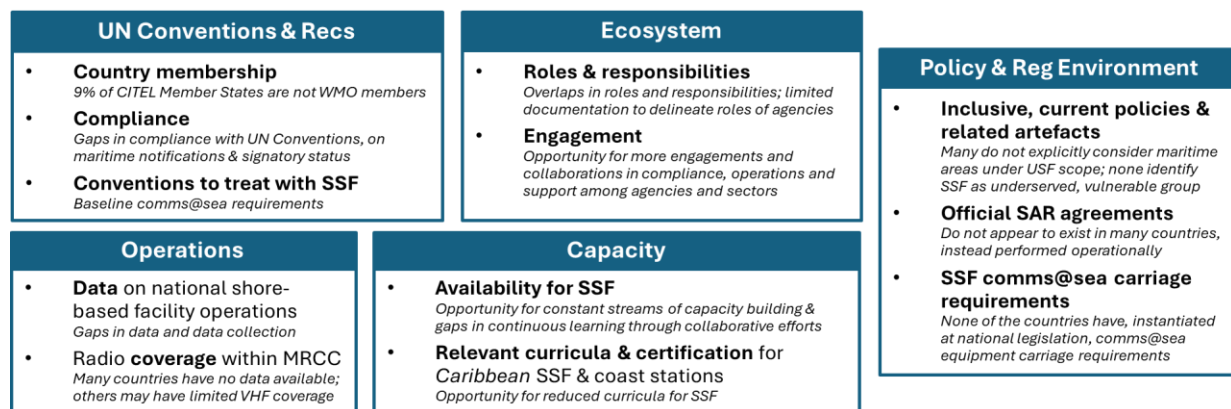 UN Conventions & Recs
• Country membership
9% of CITEL Member States are not WMO members
• Compliance
Gaps in compliance with UN Conventions, on
maritime notifications & signatory status
• Conventions to treat with SSF
Baseline comms@sea requirements
Ecosystem
• Roles & responsibilities
Overlaps in roles and responsibilities; limited
documentation to delineate roles of agencies
• Engagement
Opportunity for more engagements and
collaborations in compliance, operations and
support among agencies and sectors
Policy & Reg Environment
• Inclusive, current policies &
related artefacts
Many do not explicitly consider maritime
areas under USF scope; none identify
SSF as underserved, vulnerable group
• Official SAR agreements
Do not appear to exist in many countries,
instead performed operationally
• SSF comms@sea carriage
requirements
None of the countries have, instantiated
at national legislation, comms@sea
equipment carriage requirements
Operations
• Data on national shore-
based facility operations
Gaps in data and data collection
• Radio coverage within MRCC
Many countries have no data available;
others may have limited VHF coverage
Capacity
• Availability for SSF
Opportunity for constant streams of capacity building &
gaps in continuous learning through collaborative efforts
• Relevant curricula & certification for
Caribbean SSF & coast stations
Opportunity for reduced curricula for SSF